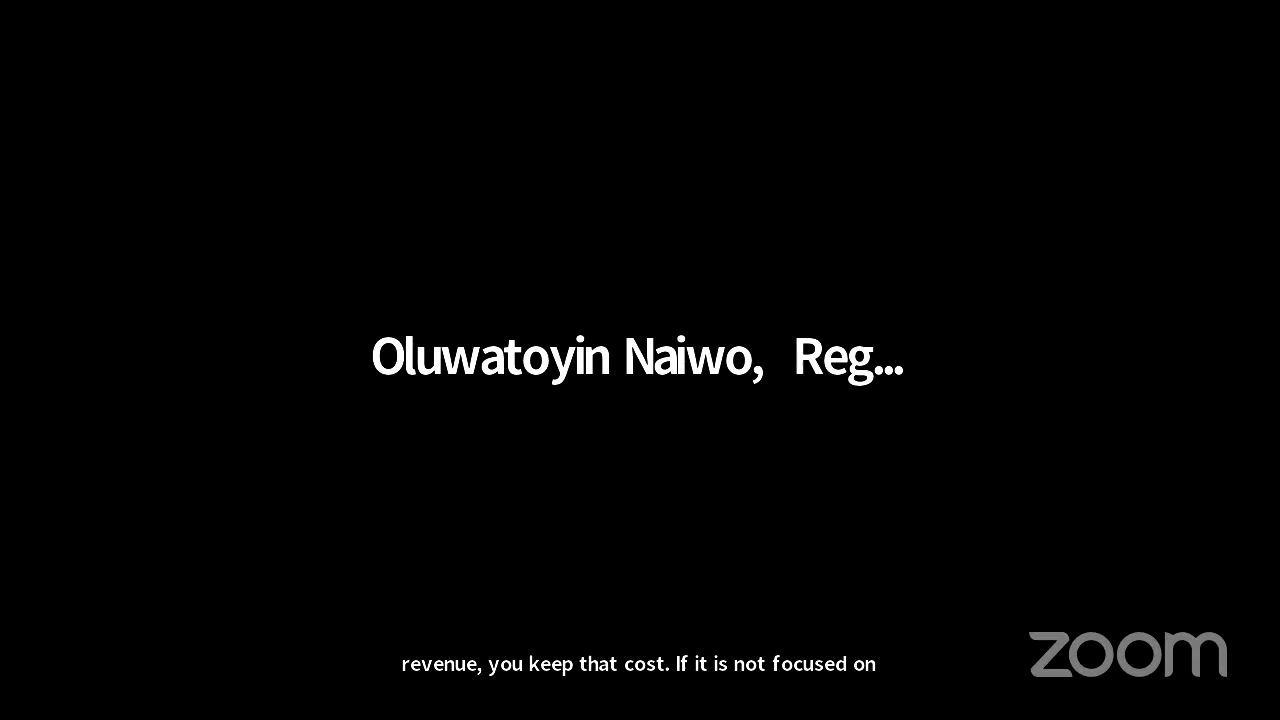 Oluwatoyin Naiwo, Reg...
revenue, you keep that cost. If it is not focused on
zoom